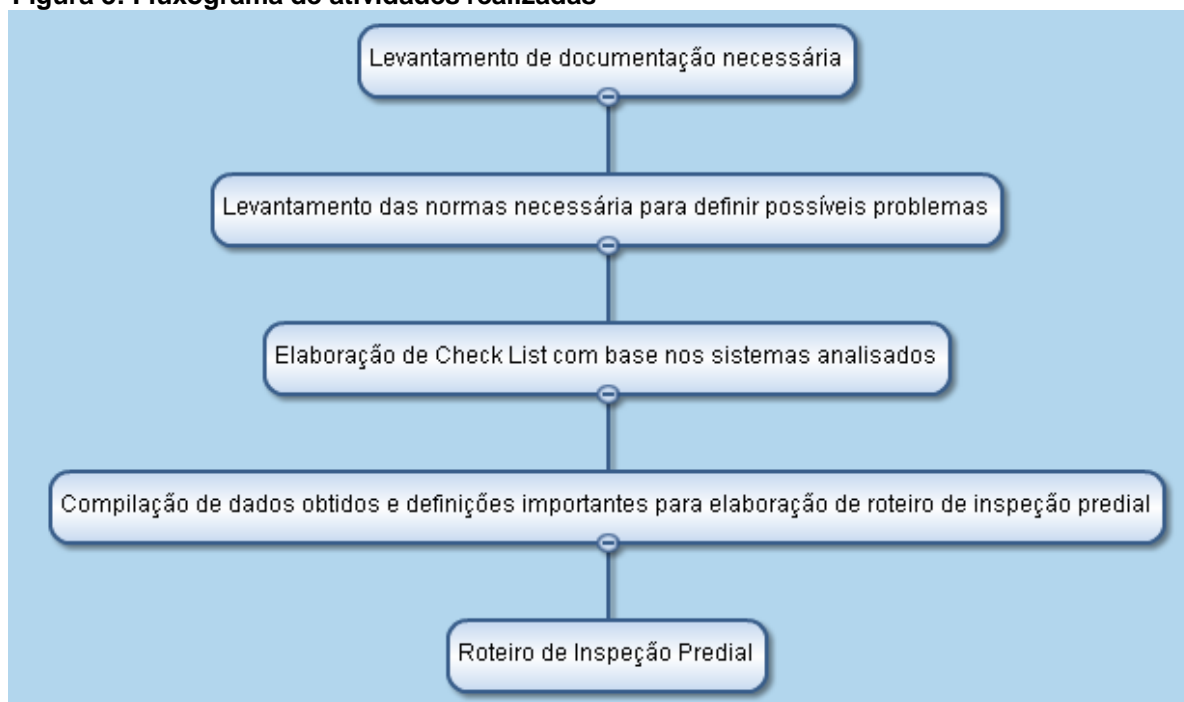 Figura 3: Fluxograma de atividades realizadas
Levantamento de documentação necessária
Levantamento das normas necessária para definir possíveis problemas
Elaboração de Check List com base nos sistemas analisados
Compilação de dados obtidos e definições importantes para elaboração de roteiro de inspeção predial
Roteiro de Inspeção Predial